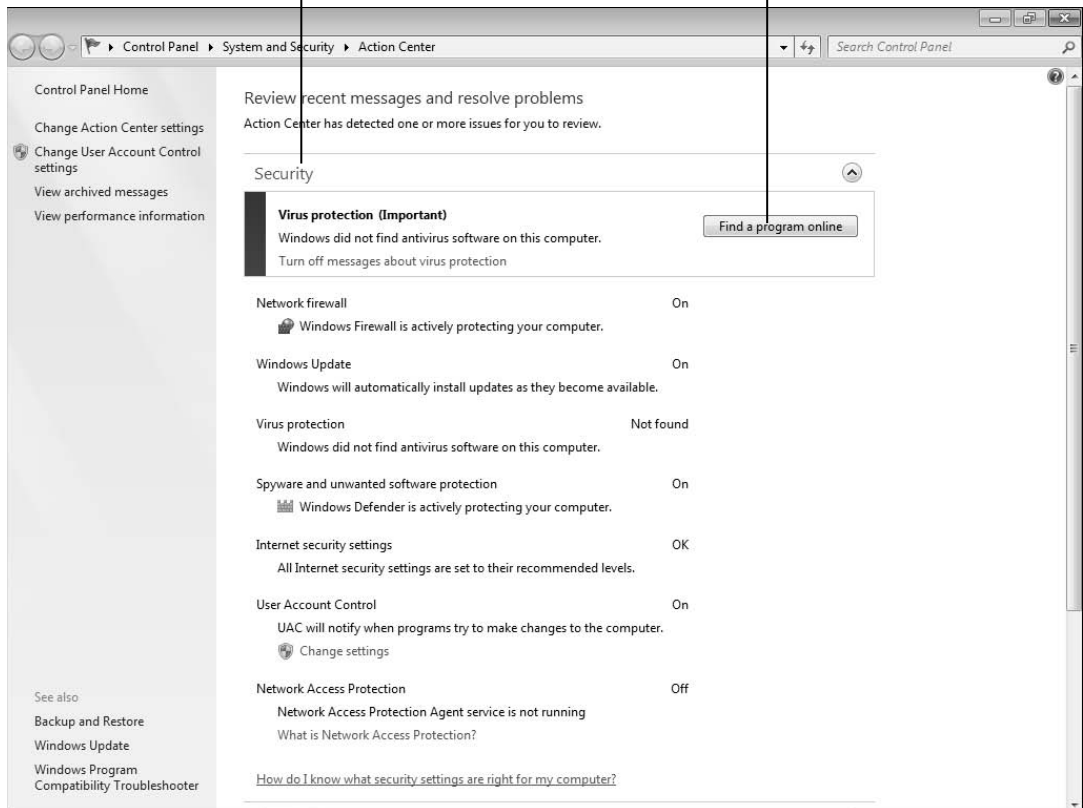 Control Panel ▸ System and Security ▸ Action Center
Search Control Panel
Control Panel Home
Change Action Center settings
Change User Account Control
settings
View archived messages
View performance information
See also
Backup and Restore
Windows Update
Windows Program
Compatibility Troubleshooter
Review recent messages and resolve problems
Action Center has detected one or more issues for you to review.
Security
Virus protection (Important)
Windows did not find antivirus software on this computer.
Turn off messages about virus protection
Find a program online
Network firewall On
Windows Firewall is actively protecting your computer.
Windows Update On
Windows will automatically install updates as they become available.
Virus protection Not found
Windows did not find antivirus software on this computer.
Spyware and unwanted software protection On
Windows Defender is actively protecting your computer.
Internet security settings OK
All Internet security settings are set to their recommended levels.
User Account Control On
UAC will notify when programs try to make changes to the computer.
Change settings
Network Access Protection Off
Network Access Protection Agent service is not running
What is Network Access Protection?
How do I know what security settings are right for my computer?